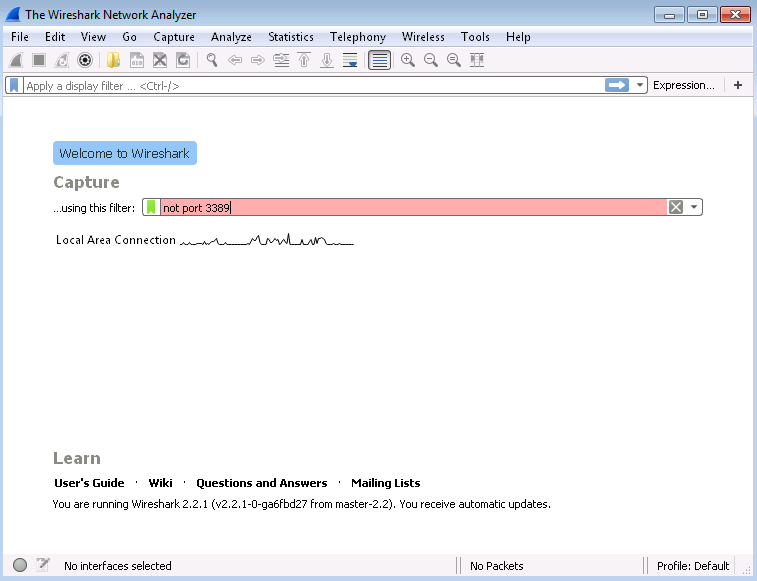 The Wireshark Network Analyzer
File Edit View Go Capture Analyze Statistics Telephony Wireless Tools Help
Apply a display filter ... <Ctrl-/> Expression... +
Welcome to Wireshark
Capture
...using this filter: not port 3389
Local Area Connection
Learn
User's Guide · Wiki · Questions and Answers · Mailing Lists
You are running Wireshark 2.2.1 (v2.2.1-0-ga6fbd27 from master-2.2). You receive automatic updates.
No interfaces selected No Packets Profile: Default